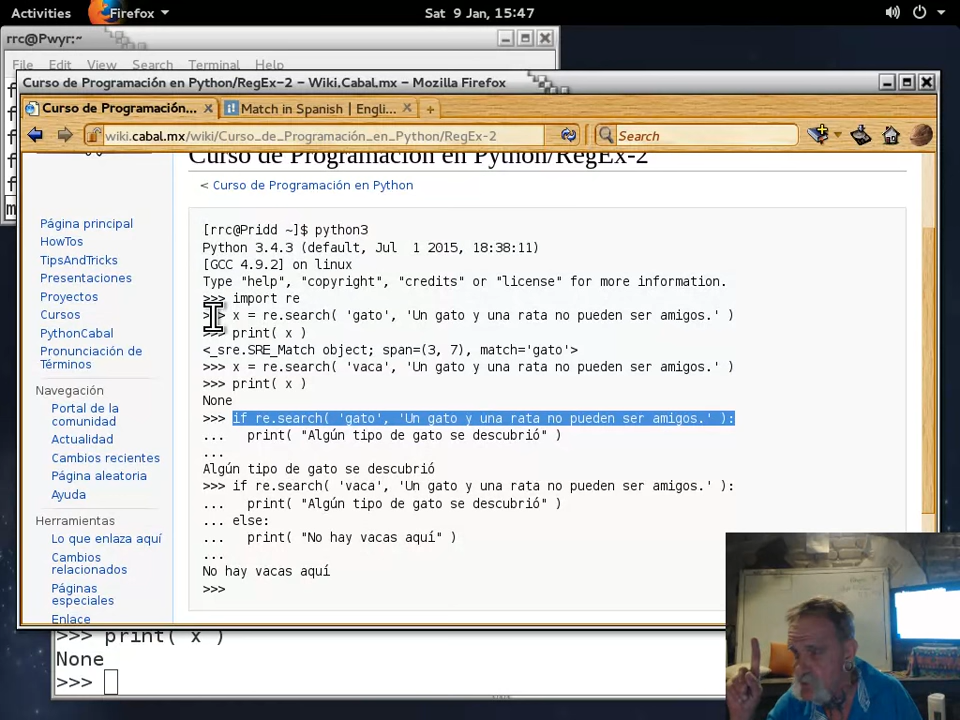 Activities Firefox Sat 9 Jan, 15:47
rrc@Pwyr:~
File Edit View Search Terminal Help
Curso de Programación en Python/RegEx-2 – Wiki.Cabal.mx – Mozilla Firefox
Curso de Programación... Match in Spanish | Engli...
wiki.cabal.mx/wiki/Curso_de_Programación_en_Python/RegEx-2 Search
Curso de Programación en Python/RegEx-2
< Curso de Programación en Python
Página principal
HowTos
TipsAndTricks
Presentaciones
Proyectos
Cursos
PythonCabal
Pronunciación de
Términos
Navegación
Portal de la
comunidad
Actualidad
Cambios recientes
Página aleatoria
Ayuda
Herramientas
Lo que enlaza aquí
Cambios
relacionados
Páginas
especiales
Enlace
[rrc@Pridd ~]$ python3
Python 3.4.3 (default, Jul  1 2015, 18:38:11)
[GCC 4.9.2] on linux
Type "help", "copyright", "credits" or "license" for more information.
>>> import re
>>> x = re.search( 'gato', 'Un gato y una rata no pueden ser amigos.' )
>>> print( x )
<_sre.SRE_Match object; span=(3, 7), match='gato'>
>>> x = re.search( 'vaca', 'Un gato y una rata no pueden ser amigos.' )
>>> print( x )
None
>>> if re.search( 'gato', 'Un gato y una rata no pueden ser amigos.' ):
...   print( "Algún tipo de gato se descubrió" )
...
Algún tipo de gato se descubrió
>>> if re.search( 'vaca', 'Un gato y una rata no pueden ser amigos.' ):
...   print( "Algún tipo de gato se descubrió" )
... else:
...   print( "No hay vacas aquí" )
...
No hay vacas aquí
>>>
>>> print( x )
None
>>>